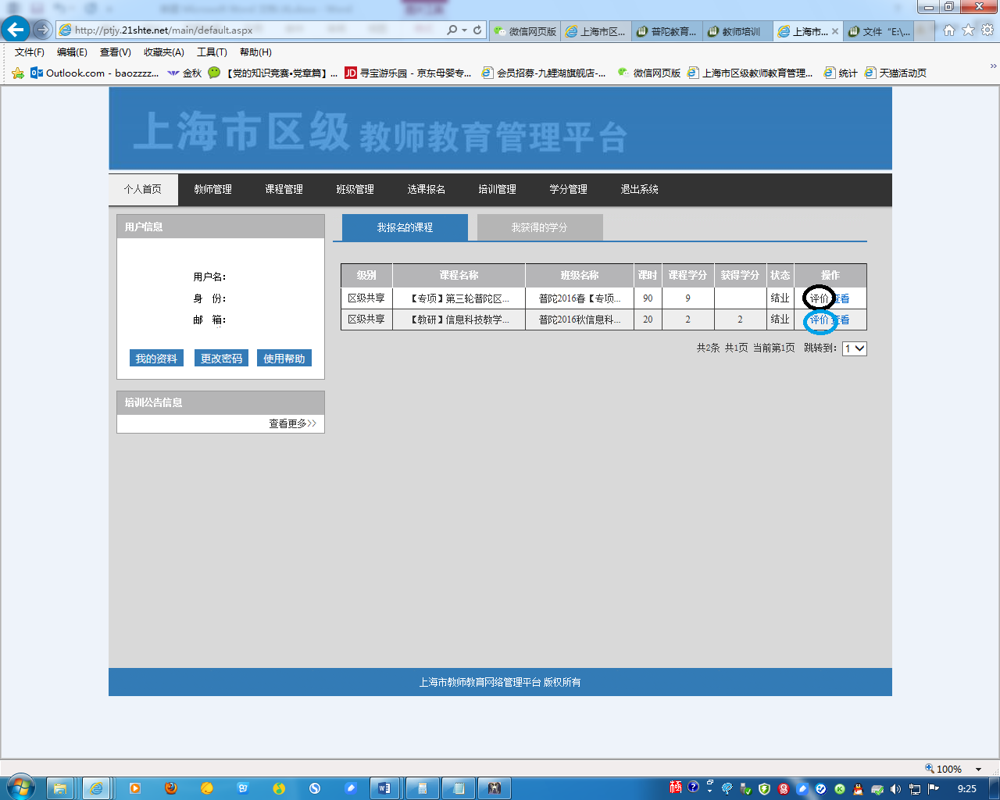 http://ptjy.21shte.net/main/default.aspx
微信网页版
上海市区...
普陀教育...
教师培训
上海市...
文件“E:\...
文件(F) 编辑(E) 查看(V) 收藏夹(A) 工具(T) 帮助(H)
Outlook.com - baozzzz...
金秋
【党的知识竞赛•党章篇】...
JD 寻宝游乐园 - 京东母婴专...
会员招募-九鲤湖旗舰店-...
微信网页版
上海市区级教师教育管理...
统计
天猫活动页
上海市区级 教师教育管理平台
个人首页 教师管理 课程管理 班级管理 选课报名 培训管理 学分管理 退出系统
用户信息
用户名：
身 份：
邮 箱：
我的资料 更改密码 使用帮助
培训公告信息
查看更多>>
我报名的课程 我获得的学分
级别 课程名称 班级名称 课时 课程学分 获得学分 状态 操作
区级共享 【专项】第三轮普陀区... 普陀2016春【专项... 90 9 结业 评价 查看
区级共享 【教研】信息科技教学... 普陀2016秋信息科... 20 2 2 结业 评价 查看
共2条 共1页 当前第1页 跳转到： 1
上海市教师教育网络管理平台 版权所有
100%
9:25